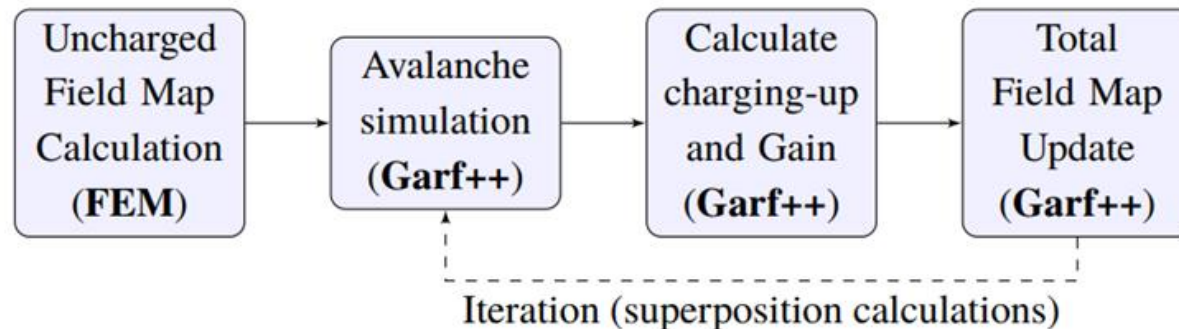 Uncharged
Field Map
Calculation
(FEM)
Avalanche
simulation
(Garf++)
Calculate
charging-up
and Gain
(Garf++)
Total
Field Map
Update
(Garf++)
Iteration (superposition calculations)